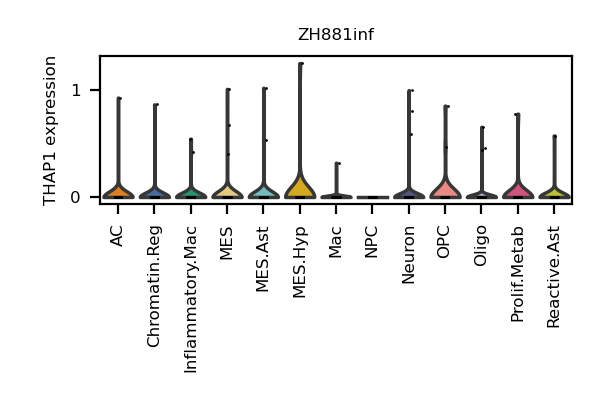 ZH881inf
THAP1 expression
1
0
AC
Chromatin.Reg
Inflammatory.Mac
MES
MES.Ast
MES.Hyp
Mac
NPC
Neuron
OPC
Oligo
Prolif.Metab
Reactive.Ast